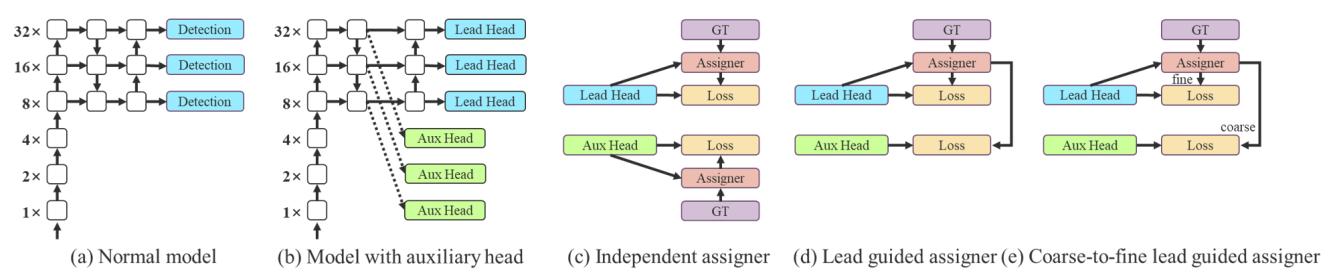 32×
Detection
16×
Detection
8×
Detection
4×
2×
1×
(a) Normal model
32×
Lead Head
16×
Lead Head
8×
Lead Head
4×
Aux Head
2×
Aux Head
1×
Aux Head
(b) Model with auxiliary head
GT
Assigner
Lead Head
Loss
Aux Head
Loss
Assigner
GT
(c) Independent assigner
GT
Assigner
Lead Head
Loss
Aux Head
Loss
(d) Lead guided assigner
GT
Assigner
fine
Lead Head
Loss
coarse
Aux Head
Loss
(e) Coarse-to-fine lead guided assigner